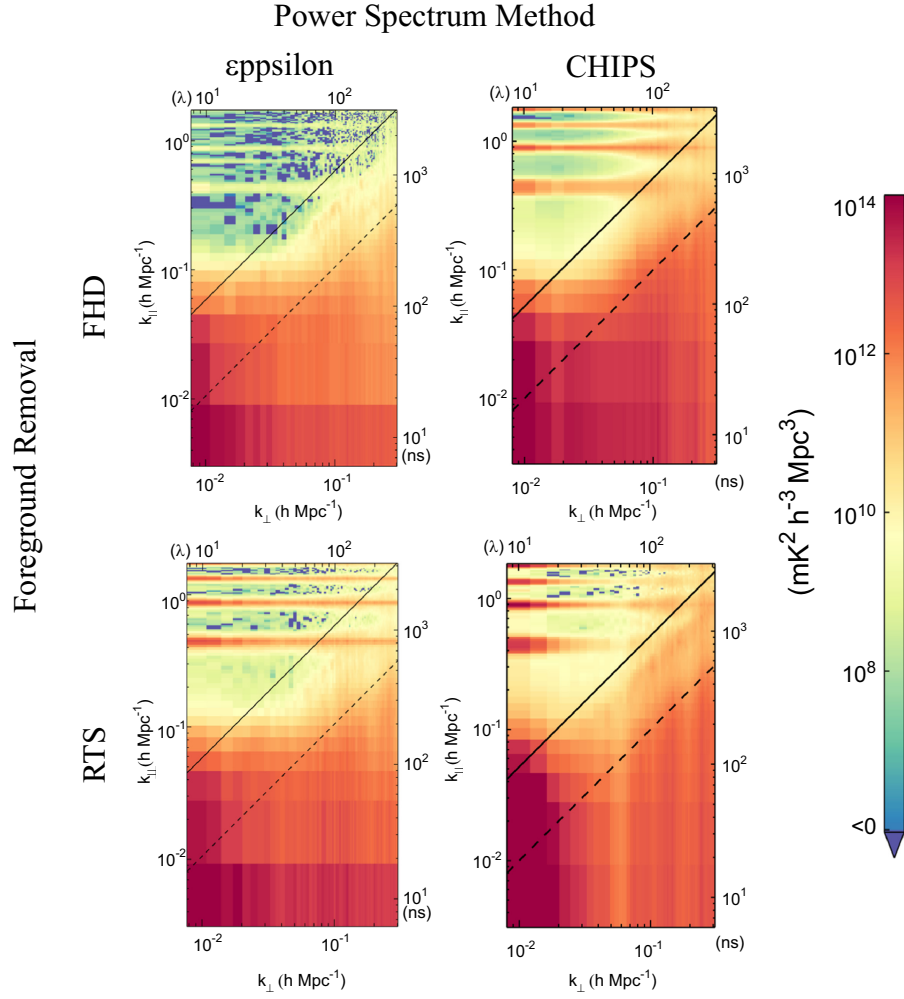 Power Spectrum Method
εppsilon CHIPS
Foreground Removal
FHD
(λ) 10¹ 10²
10⁰
10⁻¹
10⁻²
k∥ (h Mpc⁻¹)
10³
10²
10¹
(ns)
10⁻² 10⁻¹
k⊥ (h Mpc⁻¹)
(λ) 10¹ 10²
10⁰
10⁻¹
10⁻²
k∥ (h Mpc⁻¹)
10³
10²
10¹
10⁻² 10⁻¹ (ns)
k⊥ (h Mpc⁻¹)
RTS
(λ) 10¹ 10²
10⁰
10⁻¹
10⁻²
k∥ (h Mpc⁻¹)
10³
10²
10¹
(ns)
10⁻² 10⁻¹
k⊥ (h Mpc⁻¹)
(λ) 10¹ 10²
10⁰
10⁻¹
10⁻²
k∥ (h Mpc⁻¹)
10³
10²
10¹
10⁻² 10⁻¹ (ns)
k⊥ (h Mpc⁻¹)
10¹⁴
10¹²
10¹⁰
10⁸
<0
(mK² h⁻³ Mpc³)